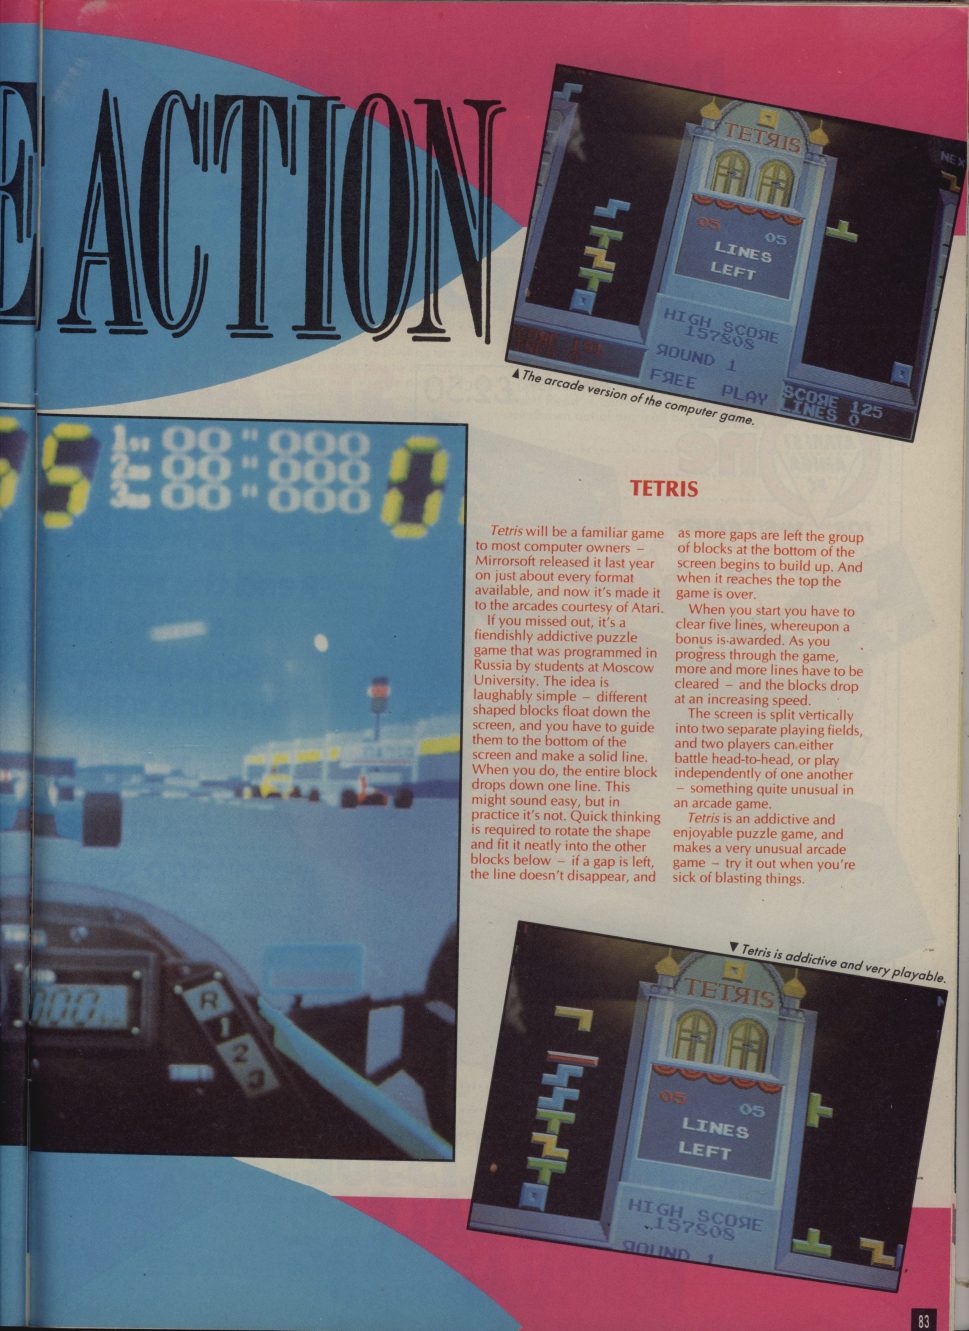 E ACTION
TETЯIS
NEX
05 05
LINES
LEFT
HIGH SCOЯE
157808
ЯOUND 1
FЯEE PLAY
SCOЯE 125
LINES 0
▲ The arcade version of the computer game.
5
1ST 00 " 000
2ND 00 " 000
3RD 00 " 000
0
TETRIS
Tetris will be a familiar game
to most computer owners –
Mirrorsoft released it last year
on just about every format
available, and now it's made it
to the arcades courtesy of Atari.
If you missed out, it's a
fiendishly addictive puzzle
game that was programmed in
Russia by students at Moscow
University. The idea is
laughably simple – different
shaped blocks float down the
screen, and you have to guide
them to the bottom of the
screen and make a solid line.
When you do, the entire block
drops down one line. This
might sound easy, but in
practice it's not. Quick thinking
is required to rotate the shape
and fit it neatly into the other
blocks below – if a gap is left,
the line doesn't disappear, and
as more gaps are left the group
of blocks at the bottom of the
screen begins to build up. And
when it reaches the top the
game is over.
When you start you have to
clear five lines, whereupon a
bonus is awarded. As you
progress through the game,
more and more lines have to be
cleared – and the blocks drop
at an increasing speed.
The screen is split vertically
into two separate playing fields,
and two players can either
battle head-to-head, or play
independently of one another
– something quite unusual in
an arcade game.
Tetris is an addictive and
enjoyable puzzle game, and
makes a very unusual arcade
game – try it out when you're
sick of blasting things.
000
R
1
2
3
▼ Tetris is addictive and very playable.
TETЯIS
05 05
LINES
LEFT
HIGH SCOЯE
157808
ЯOUND 1
83